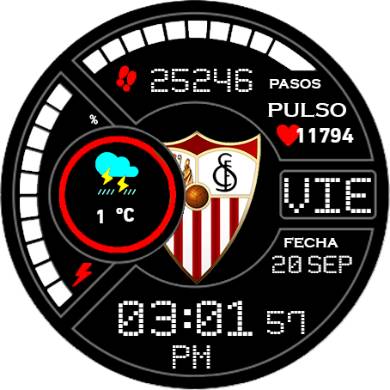 25246 PASOS
PULSO
11794
%
1 °C
VIE
FECHA
20 SEP
03:01 57
PM